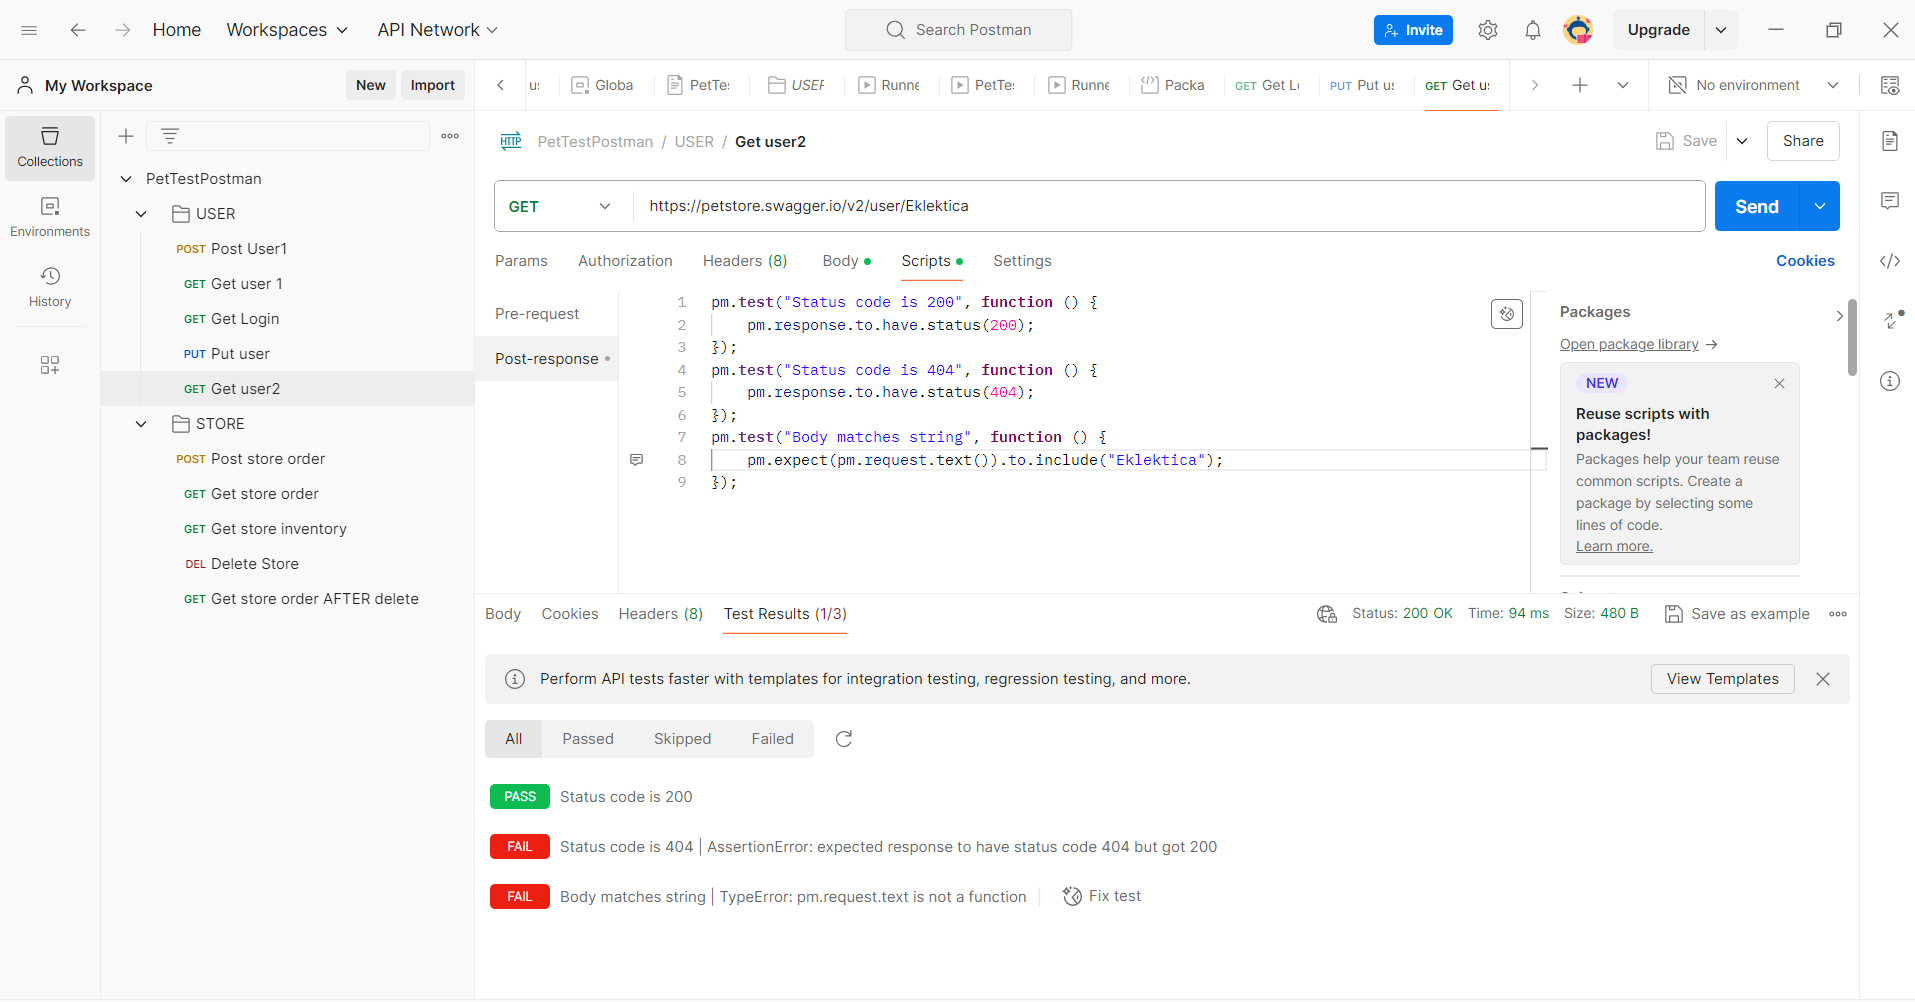 Home Workspaces API Network Search Postman Invite Upgrade
My Workspace New Import
Globa PetTes USER Runne PetTe Runne Packa GET Get Lo PUT Put us GET Get us No environment
Collections
Environments
History
PetTestPostman
USER
POST Post User1
GET Get user 1
GET Get Login
PUT Put user
GET Get user2
STORE
POST Post store order
GET Get store order
GET Get store inventory
DEL Delete Store
GET Get store order AFTER delete
HTTP PetTestPostman / USER / Get user2 Save Share
GET https://petstore.swagger.io/v2/user/Eklektica Send
Params Authorization Headers (8) Body Scripts Settings Cookies
Pre-request
Post-response
1 pm.test("Status code is 200", function () {
2 pm.response.to.have.status(200);
3 });
4 pm.test("Status code is 404", function () {
5 pm.response.to.have.status(404);
6 });
7 pm.test("Body matches string", function () {
8 pm.expect(pm.request.text()).to.include("Eklektica");
9 });
Packages
Open package library →
NEW
Reuse scripts with
packages!
Packages help your team reuse
common scripts. Create a
package by selecting some
lines of code.
Learn more.
Body Cookies Headers (8) Test Results (1/3) Status: 200 OK Time: 94 ms Size: 480 B Save as example
Perform API tests faster with templates for integration testing, regression testing, and more. View Templates
All Passed Skipped Failed
PASS Status code is 200
FAIL Status code is 404 | AssertionError: expected response to have status code 404 but got 200
FAIL Body matches string | TypeError: pm.request.text is not a function Fix test